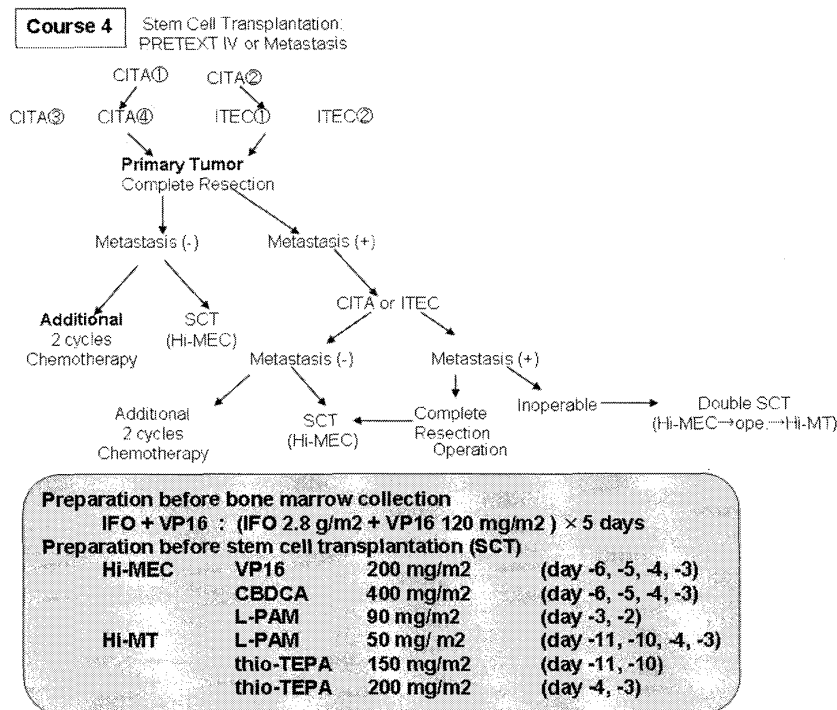 Course 4
Stem Cell Transplantation:
PRETEXT IV or Metastasis
CITA① CITA②
CITA③ CITA④ ITEC① ITEC②
Primary Tumor
Complete Resection
Metastasis (-) Metastasis (+)
CITA or ITEC
Additional
2 cycles
Chemotherapy
SCT
(Hi-MEC)
Metastasis (-) Metastasis (+)
Additional
2 cycles
Chemotherapy
SCT
(Hi-MEC)
Complete
Resection
Operation
Inoperable
Double SCT
(Hi-MEC→ope.→Hi-MT)
Preparation before bone marrow collection
IFO + VP16 : (IFO 2.8 g/m2 + VP16 120 mg/m2 ) × 5 days
Preparation before stem cell transplantation (SCT)
Hi-MEC VP16 200 mg/m2 (day -6, -5, -4, -3)
CBDCA 400 mg/m2 (day -6, -5, -4, -3)
L-PAM 90 mg/m2 (day -3, -2)
Hi-MT L-PAM 50 mg/ m2 (day -11, -10, -4, -3)
thio-TEPA 150 mg/m2 (day -11, -10)
thio-TEPA 200 mg/m2 (day -4, -3)